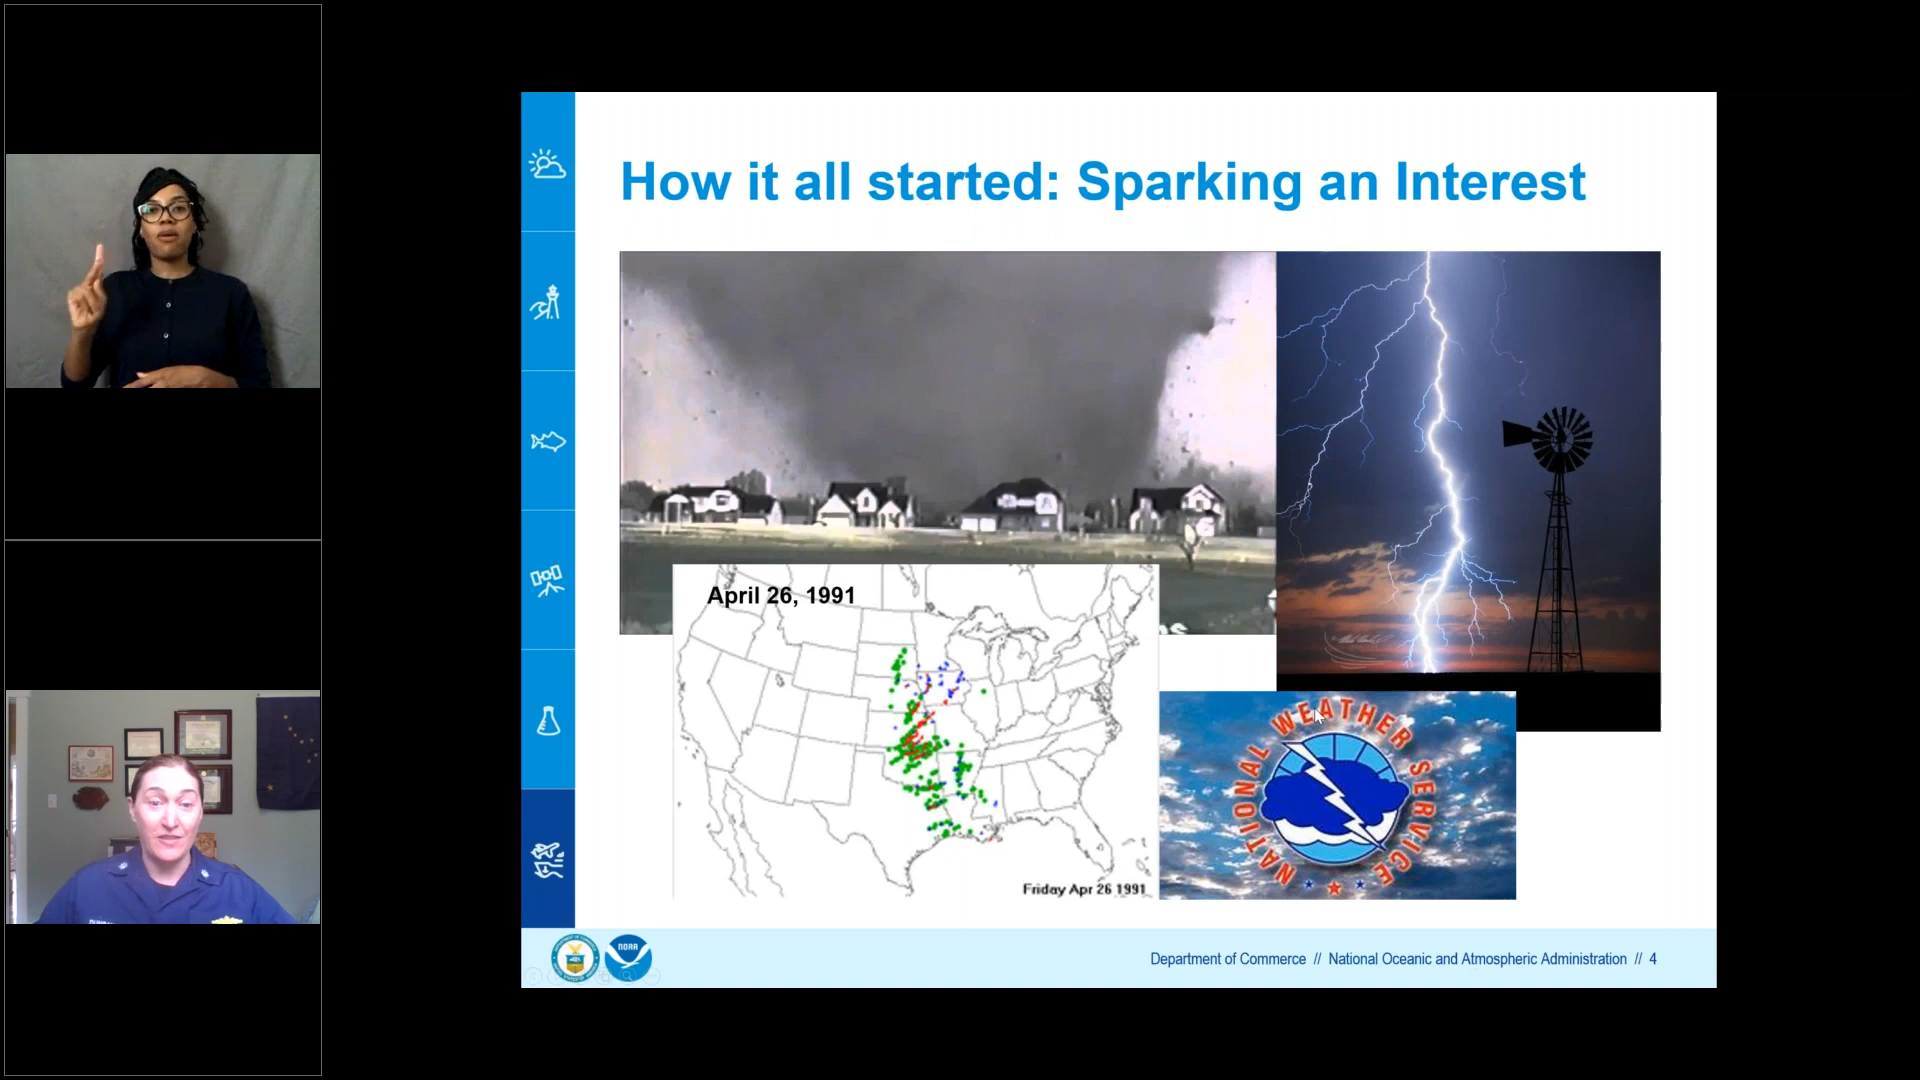 How it all started: Sparking an Interest
April 26, 1991
Friday Apr 26 1991
NATIONAL WEATHER SERVICE
NOAA
Department of Commerce // National Oceanic and Atmospheric Administration // 4